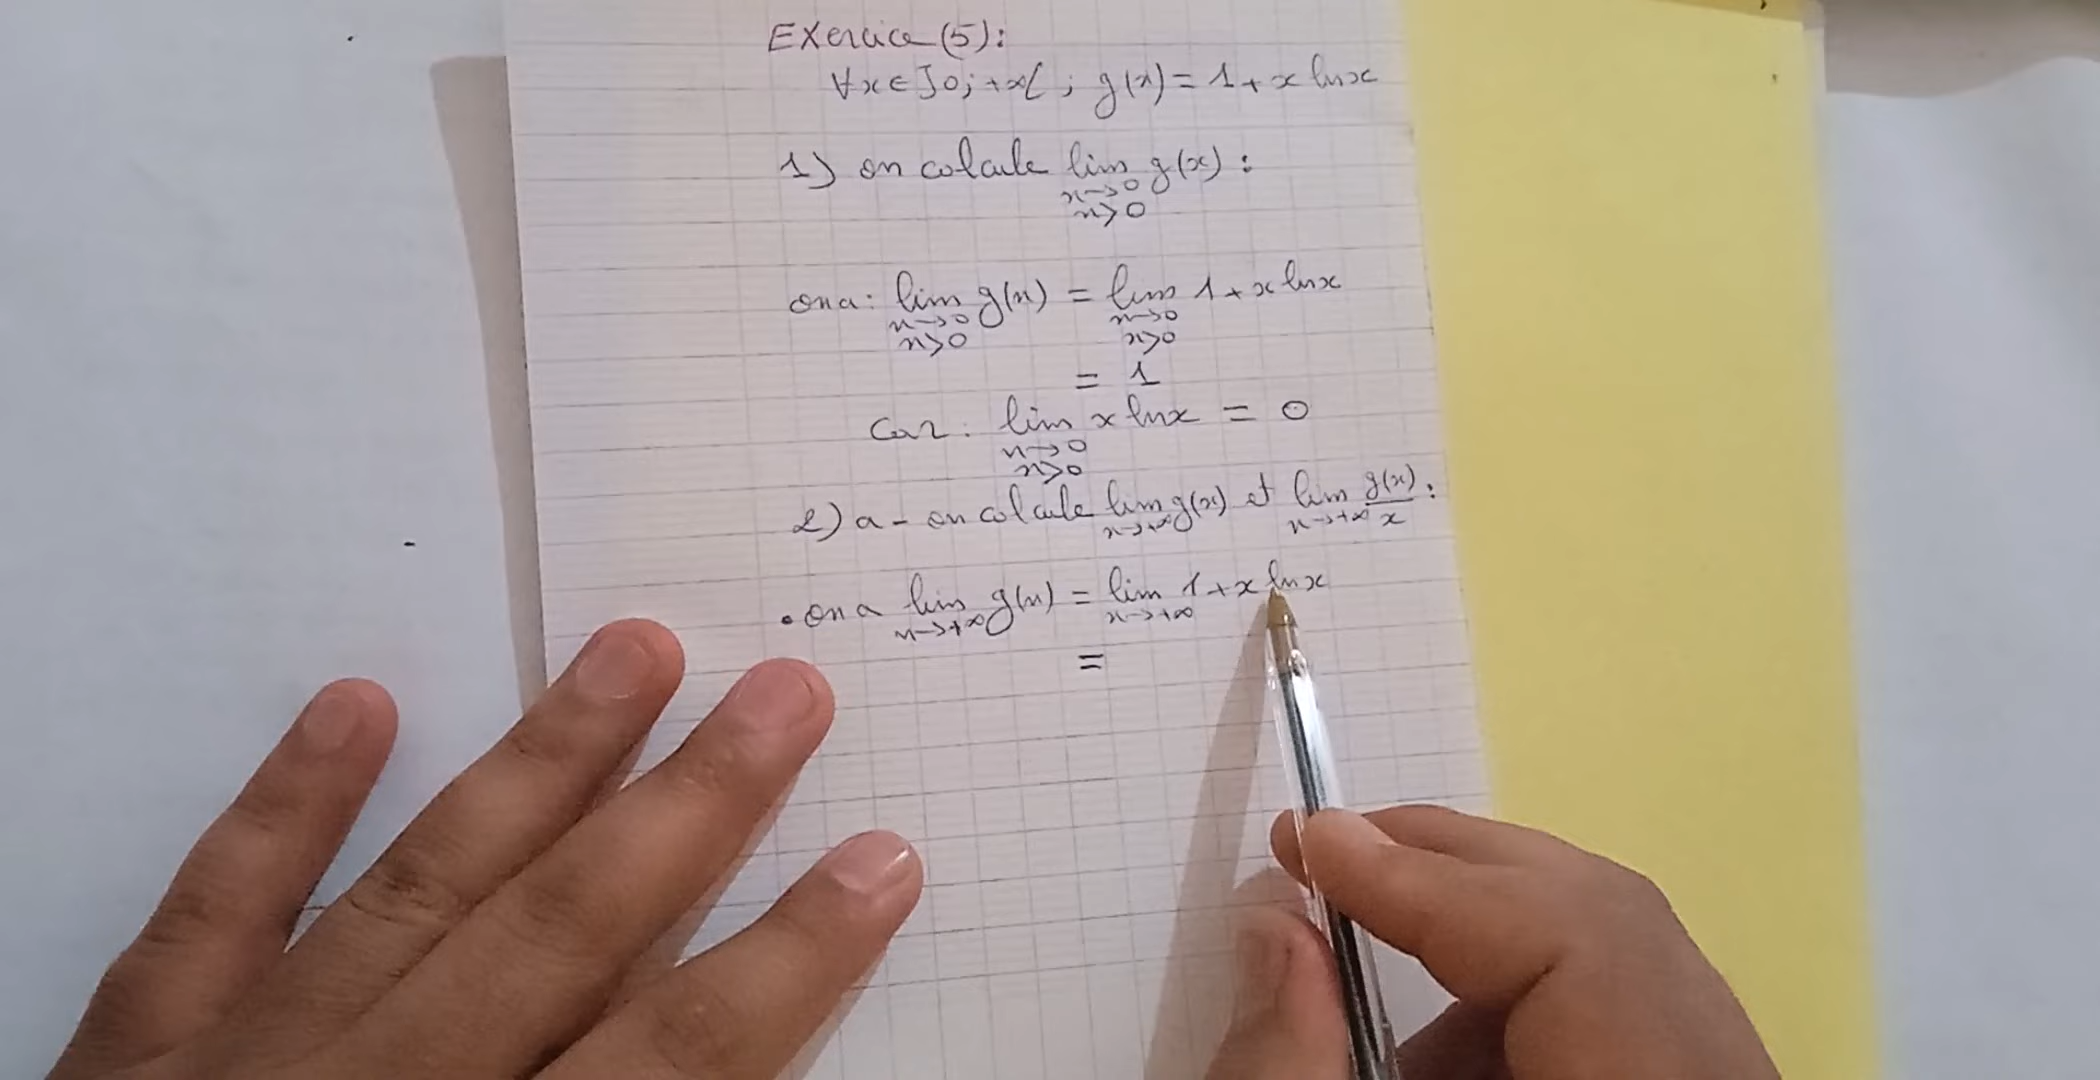 Exercice (5):
∀x∈]0;+∞[ ; g(x) = 1 + x lnx
1) on calcule lim g(x) :
x→0
x>0
on a : lim g(x) = lim 1 + x lnx
x→0 x→0
x>0 x>0
= 1
car : lim x lnx = 0
x→0
x>0
2) a - on calcule lim g(x) et lim g(x)/x :
x→+∞ x→+∞
• on a lim g(x) = lim 1 + x lnx
x→+∞ x→+∞
=